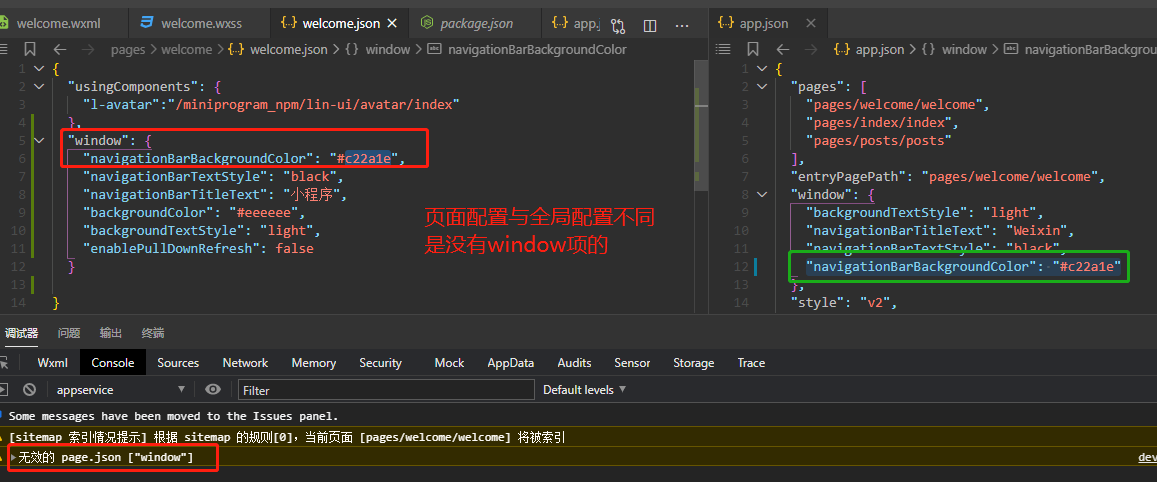 welcome.wxml
welcome.wxss
{..} welcome.json ×
package.json
{..} app.j
...
{..} app.json ×
pages > welcome > {..} welcome.json > {} window > navigationBarBackgroundColor
{..} app.json > {} window > navigationBarBackgrou
1 {
2 "usingComponents": {
3 "l-avatar":"/miniprogram_npm/lin-ui/avatar/index"
4 },
5 "window": {
6 "navigationBarBackgroundColor": "#c22a1e",
7 "navigationBarTextStyle": "black",
8 "navigationBarTitleText": "小程序",
9 "backgroundColor": "#eeeeee",
10 "backgroundTextStyle": "light",
11 "enablePullDownRefresh": false
12 }
13
14 }
页面配置与全局配置不同
是没有window项的
1 {
2 "pages": [
3 "pages/welcome/welcome",
4 "pages/index/index",
5 "pages/posts/posts"
6 ],
7 "entryPagePath": "pages/welcome/welcome",
8 "window": {
9 "backgroundTextStyle": "light",
10 "navigationBarTitleText": "Weixin",
11 "navigationBarTextStyle": "black",
12 "navigationBarBackgroundColor": "#c22a1e"
13 },
14 "style": "v2",
调试器 问题 输出 终端
Wxml Console Sources Network Memory Security Mock AppData Audits Sensor Storage Trace
appservice ▼ Filter Default levels ▼
Some messages have been moved to the Issues panel.
[sitemap 索引情况提示] 根据 sitemap 的规则[0]，当前页面 [pages/welcome/welcome] 将被索引
无效的 page.json ["window"]
dev